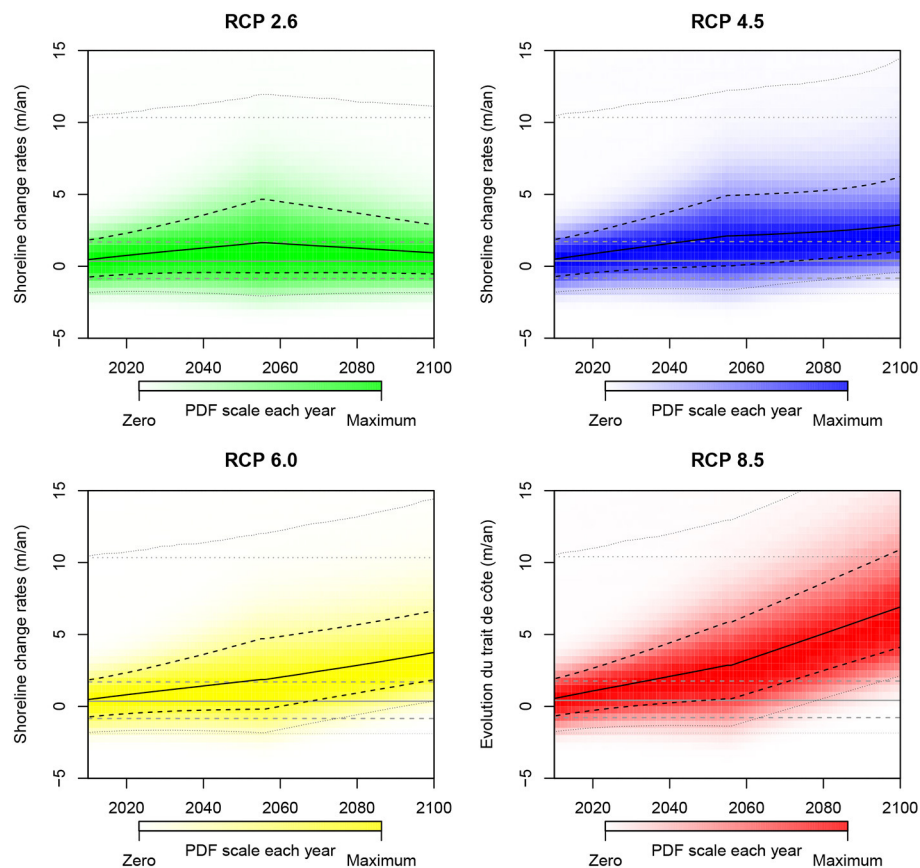 RCP 2.6
Shoreline change rates (m/an)
15
10
5
0
−5
2020 2040 2060 2080 2100
Zero PDF scale each year Maximum
RCP 4.5
Shoreline change rates (m/an)
15
10
5
0
−5
2020 2040 2060 2080 2100
Zero PDF scale each year Maximum
RCP 6.0
Shoreline change rates (m/an)
15
10
5
0
−5
2020 2040 2060 2080 2100
Zero PDF scale each year Maximum
RCP 8.5
Evolution du trait de côte (m/an)
15
10
5
0
−5
2020 2040 2060 2080 2100
Zero PDF scale each year Maximum